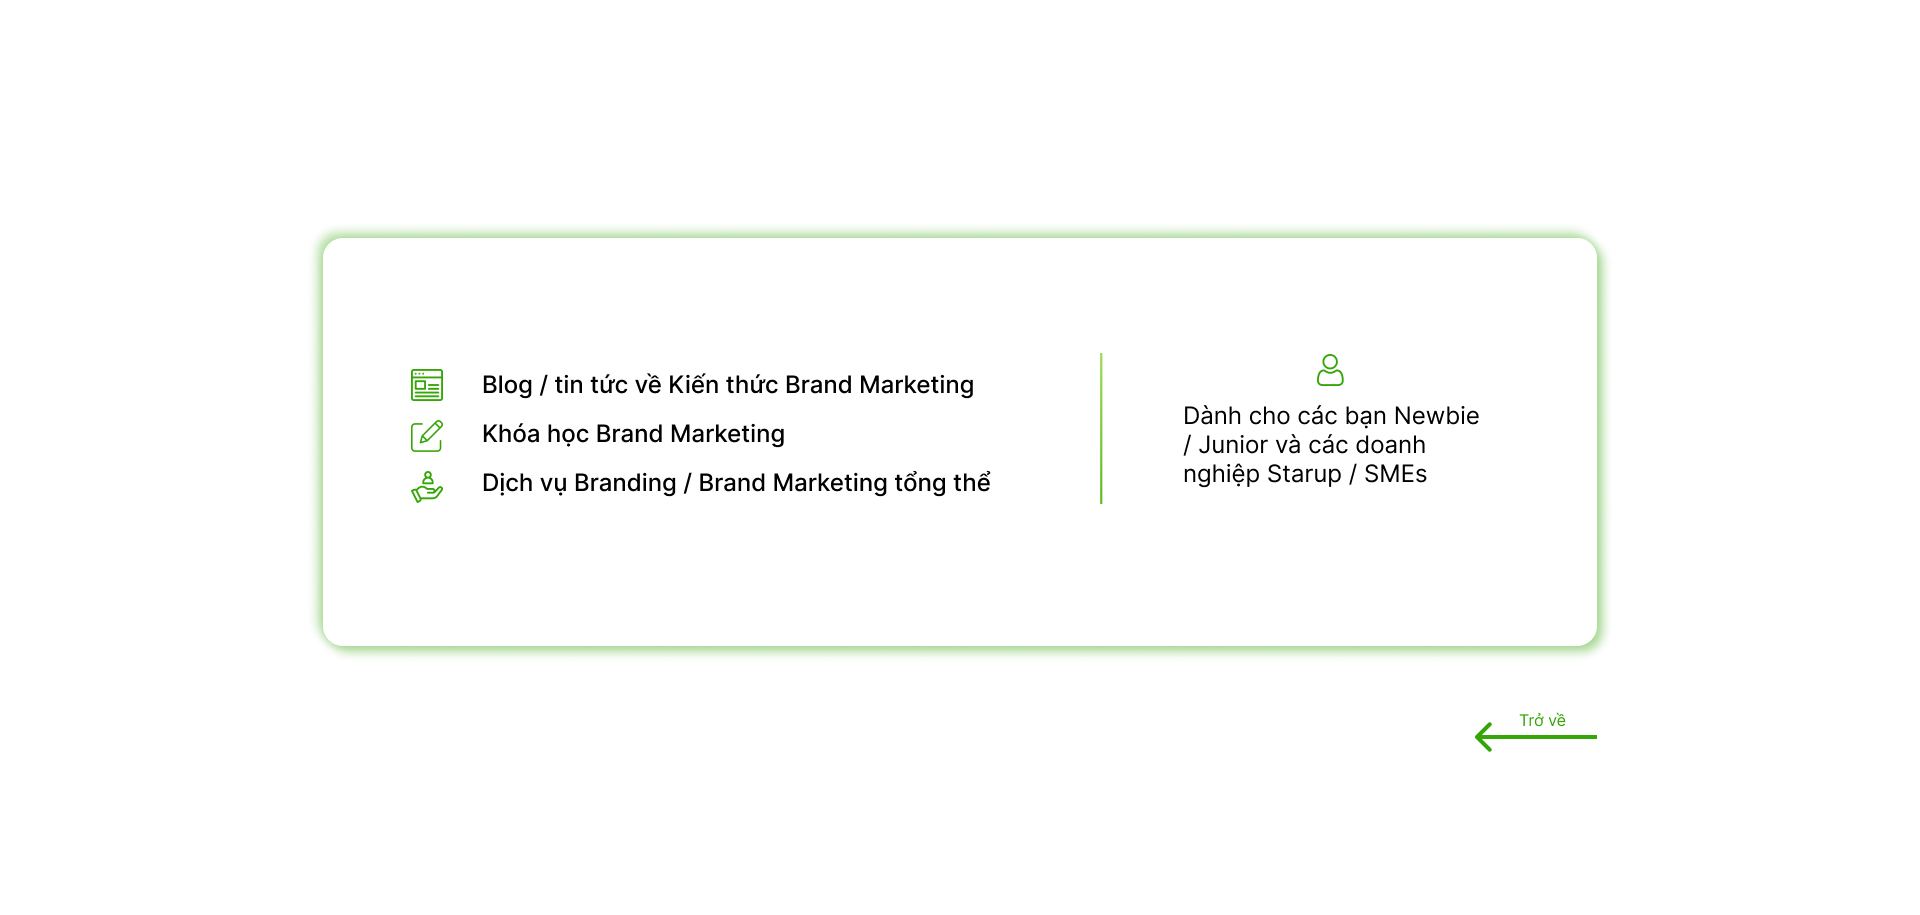 Blog / tin tức về Kiến thức Brand Marketing
Khóa học Brand Marketing
Dịch vụ Branding / Brand Marketing tổng thể
Dành cho các bạn Newbie
/ Junior và các doanh
nghiệp Starup / SMEs
Trở về